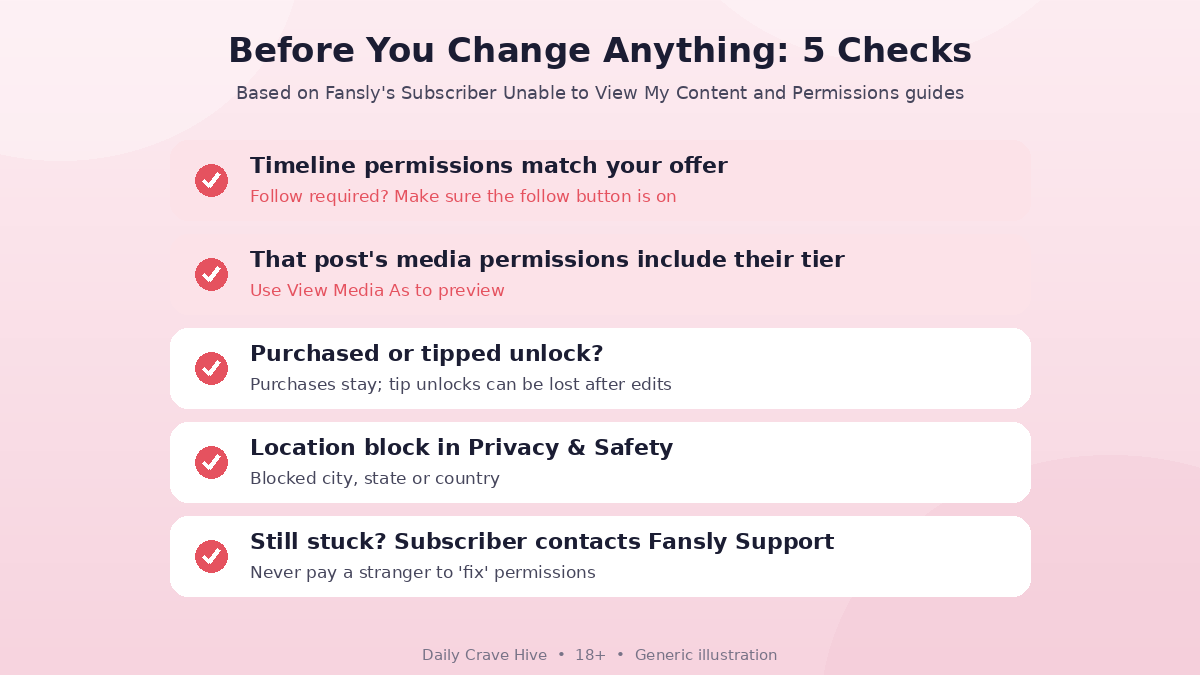 Before You Change Anything: 5 Checks
Based on Fansly's Subscriber Unable to View My Content and Permissions guides
Timeline permissions match your offer
Follow required? Make sure the follow button is on
That post's media permissions include their tier
Use View Media As to preview
Purchased or tipped unlock?
Purchases stay; tip unlocks can be lost after edits
Location block in Privacy & Safety
Blocked city, state or country
Still stuck? Subscriber contacts Fansly Support
Never pay a stranger to 'fix' permissions
Daily Crave Hive • 18+ • Generic illustration